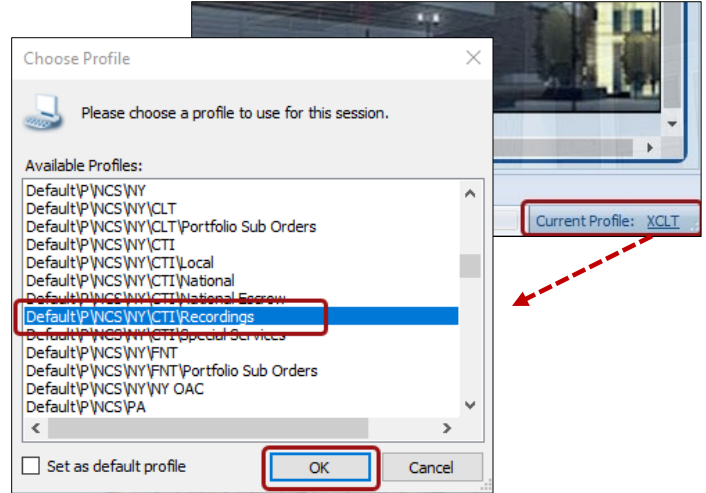 Choose Profile
Please choose a profile to use for this session.
Available Profiles:
Default\P\NCS\NY
Default\P\NCS\NY\CLT
Default\P\NCS\NY\CLT\Portfolio Sub Orders
Default\P\NCS\NY\CTI
Default\P\NCS\NY\CTI\Local
Default\P\NCS\NY\CTI\National
Default\P\NCS\NY\CTI\National Escrow
Default\P\NCS\NY\CTI\Recordings
Default\P\NCS\NY\CTI\Special Services
Default\P\NCS\NY\FNT
Default\P\NCS\NY\FNT\Portfolio Sub Orders
Default\P\NCS\NY\NY OAC
Default\P\NCS\PA
Set as default profile
OK
Cancel
Current Profile: XCLT